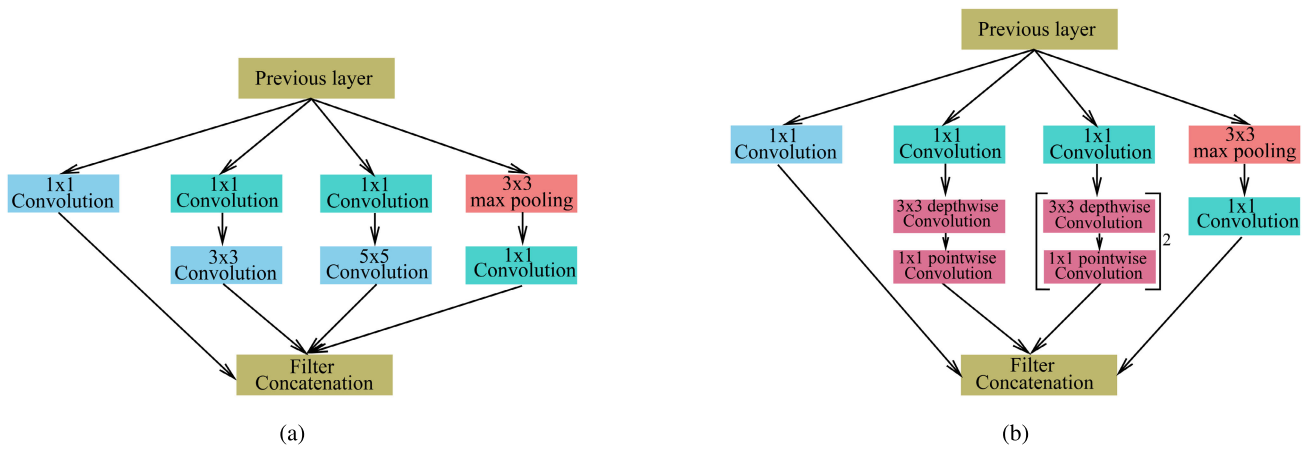 Previous layer
1x1
Convolution
1x1
Convolution
1x1
Convolution
3x3
max pooling
3x3
Convolution
5x5
Convolution
1x1
Convolution
Filter
Concatenation
(a)
Previous layer
1x1
Convolution
1x1
Convolution
1x1
Convolution
3x3
max pooling
3x3 depthwise
Convolution
3x3 depthwise
Convolution
1x1
Convolution
1x1 pointwise
Convolution
1x1 pointwise
Convolution
2
Filter
Concatenation
(b)